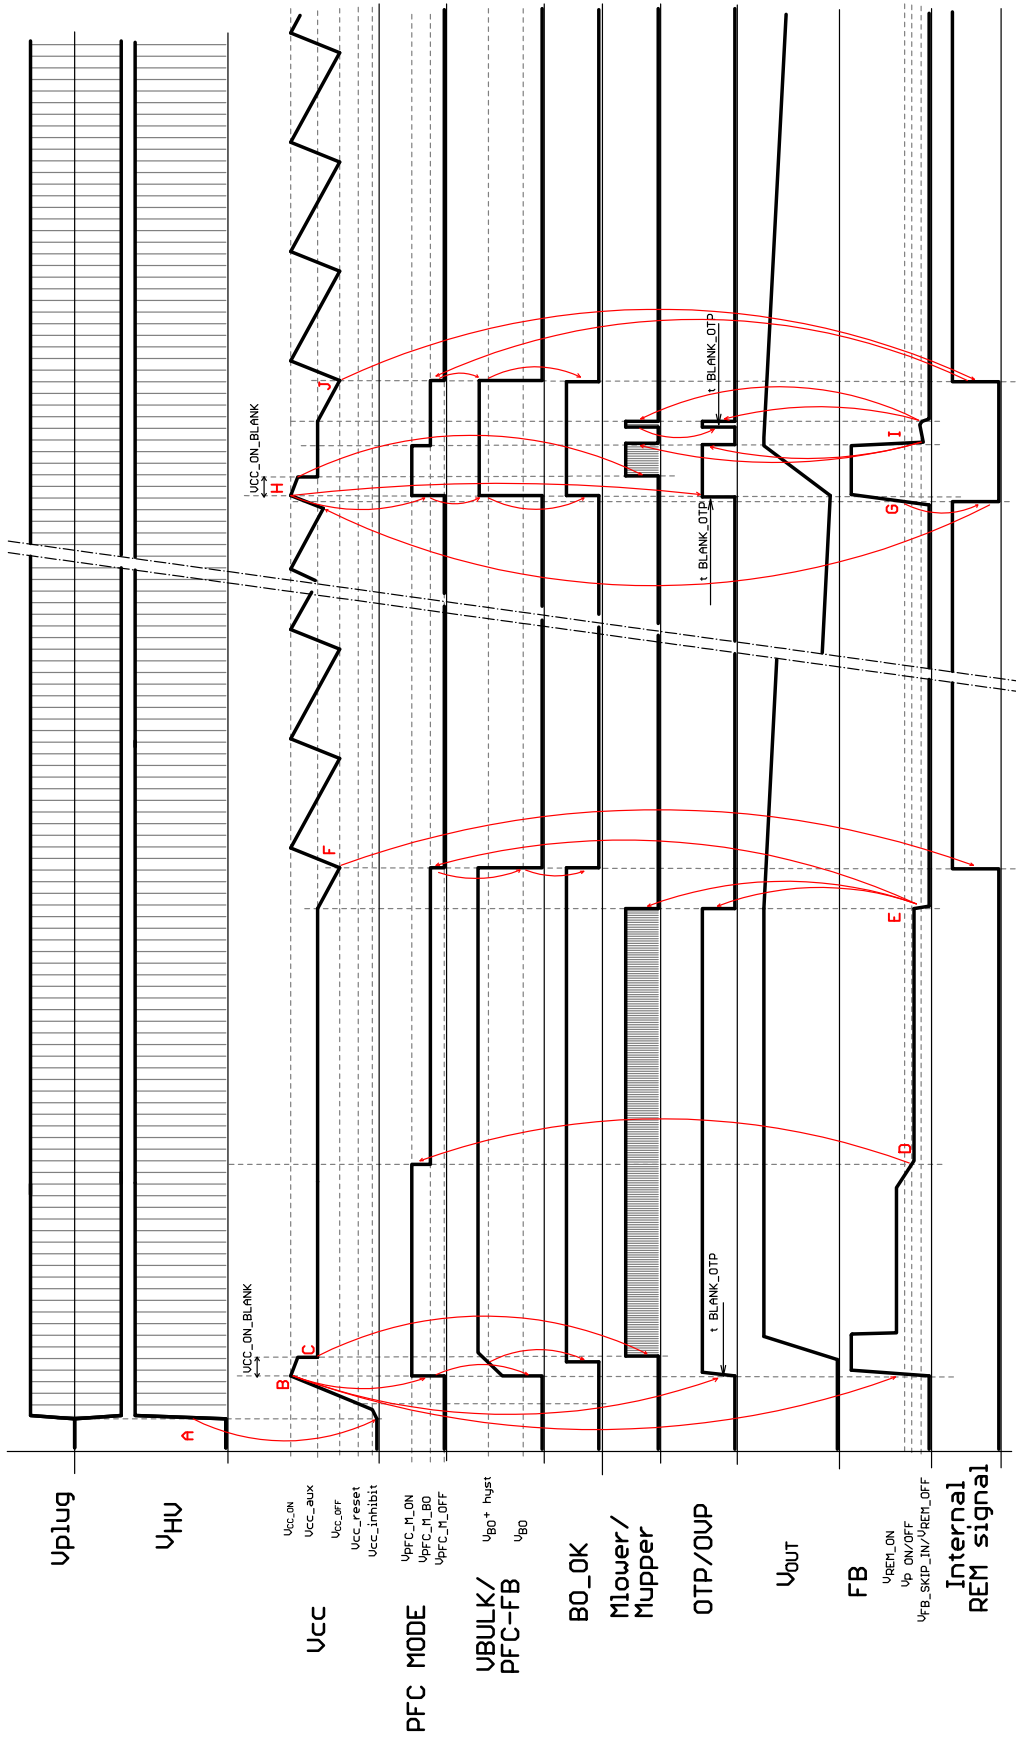 Vplug
VHV
A
Vcc
VCC_ON
Vcc_aux
VCC_OFF
Vcc_reset
Vcc_inhibit
B
C
F
H
J
VCC_ON_BLANK
VCC_ON_BLANK
PFC MODE
VPFC_M_ON
VPFC_M_BO
VPFC_M_OFF
VBULK/
PFC-FB
VBO+ hyst
VBO
BO_OK
Mlower/
Mupper
OTP/OVP
t BLANK_OTP
t BLANK_OTP
t BLANK_OTP
VOUT
FB
VREM_ON
Vp ON/OFF
VFB_SKIP_IN/VREM_OFF
D
E
G
I
Internal
REM signal